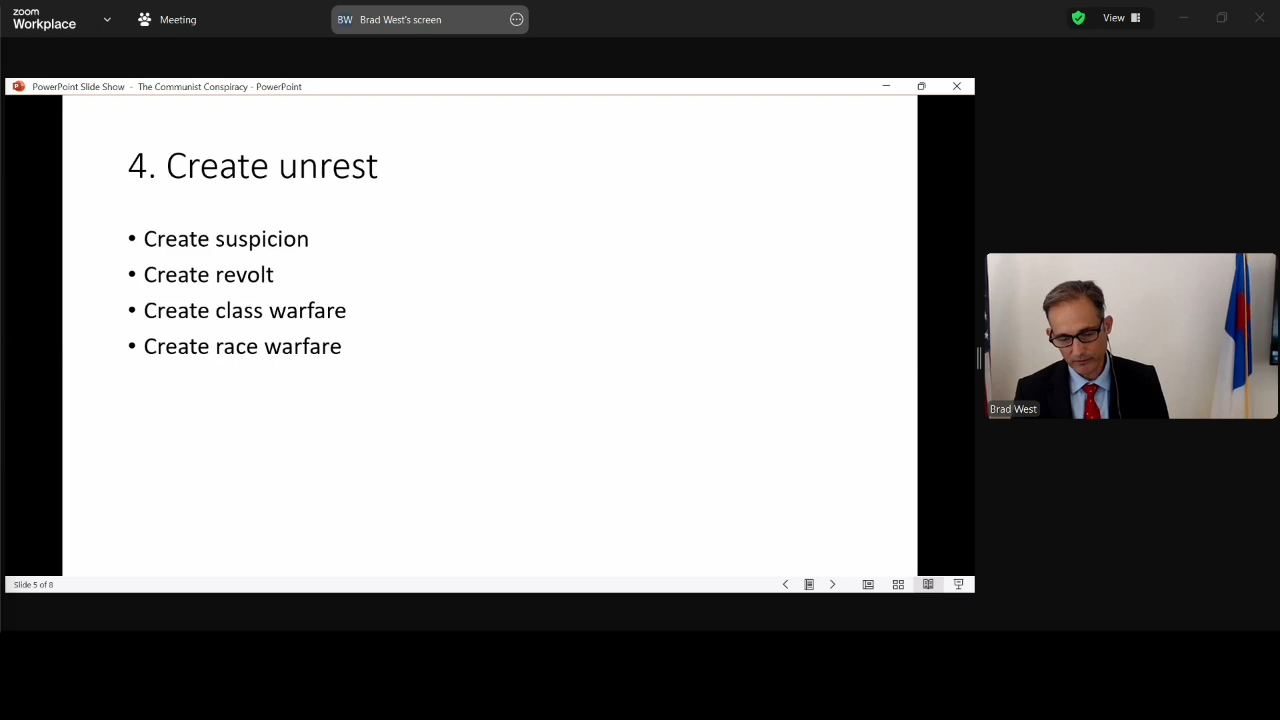 zoom
Workplace
Meeting
BW Brad West's screen
View
PowerPoint Slide Show - The Communist Conspiracy - PowerPoint
4. Create unrest
• Create suspicion
• Create revolt
• Create class warfare
• Create race warfare
Brad West
Slide 5 of 8